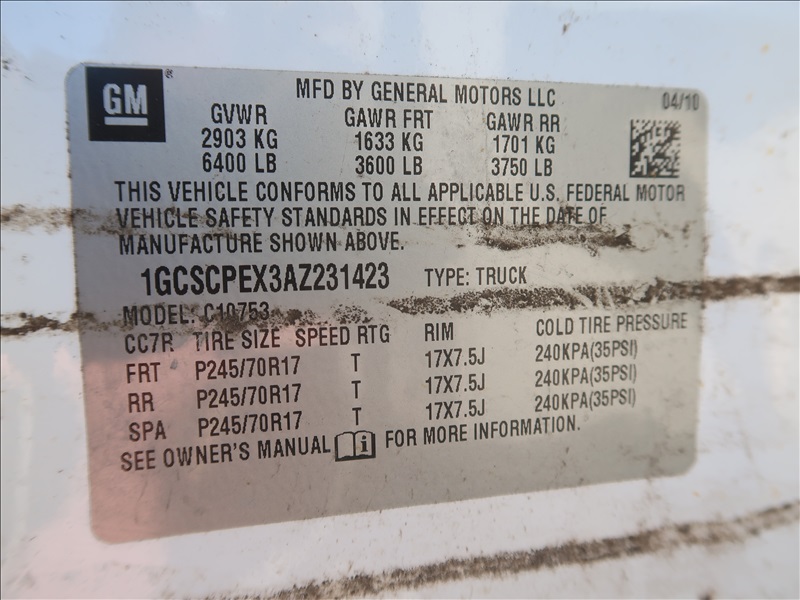 GM
®
MFD BY GENERAL MOTORS LLC 04/10
GVWR GAWR FRT GAWR RR
2903 KG 1633 KG 1701 KG
6400 LB 3600 LB 3750 LB
THIS VEHICLE CONFORMS TO ALL APPLICABLE U.S. FEDERAL MOTOR
VEHICLE SAFETY STANDARDS IN EFFECT ON THE DATE OF
MANUFACTURE SHOWN ABOVE.
1GCSCPEX3AZ231423 TYPE: TRUCK
MODEL: C10753
CC7R TIRE SIZE SPEED RTG RIM COLD TIRE PRESSURE
FRT P245/70R17 T 17X7.5J 240KPA(35PSI)
RR P245/70R17 T 17X7.5J 240KPA(35PSI)
SPA P245/70R17 T 17X7.5J 240KPA(35PSI)
SEE OWNER'S MANUAL i FOR MORE INFORMATION.